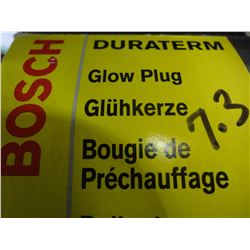 BOSCH
DURATERM
Glow Plug
Glühkerze
7.3
Bougie de
Préchauffage